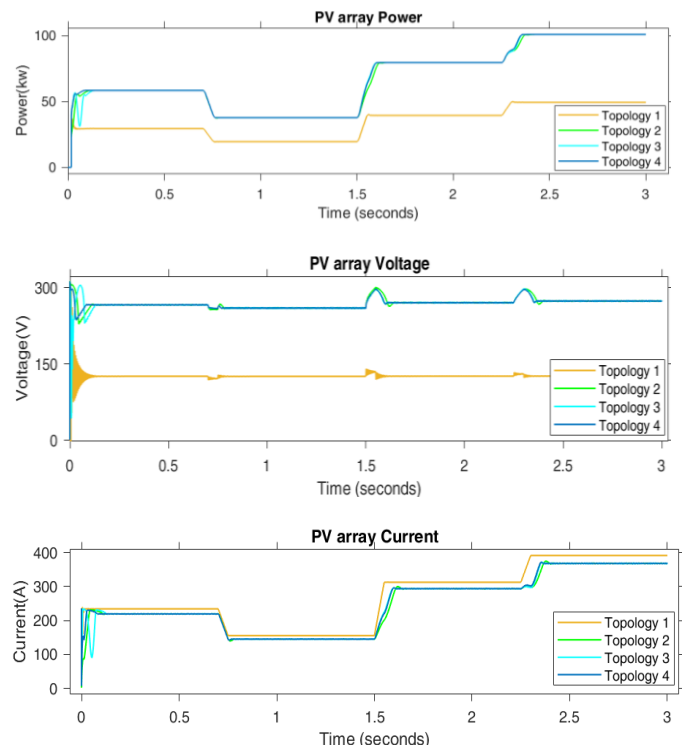 PV array Power
Power(kw)
100
50
0
Topology 1
Topology 2
Topology 3
Topology 4
0 0.5 1 1.5 2 2.5 3
Time (seconds)
PV array Voltage
Voltage(V)
300
150
0
Topology 1
Topology 2
Topology 3
Topology 4
0 0.5 1 1.5 2 2.5 3
Time (seconds)
PV array Current
Current(A)
400
300
200
100
0
Topology 1
Topology 2
Topology 3
Topology 4
0 0.5 1 1.5 2 2.5 3
Time (seconds)